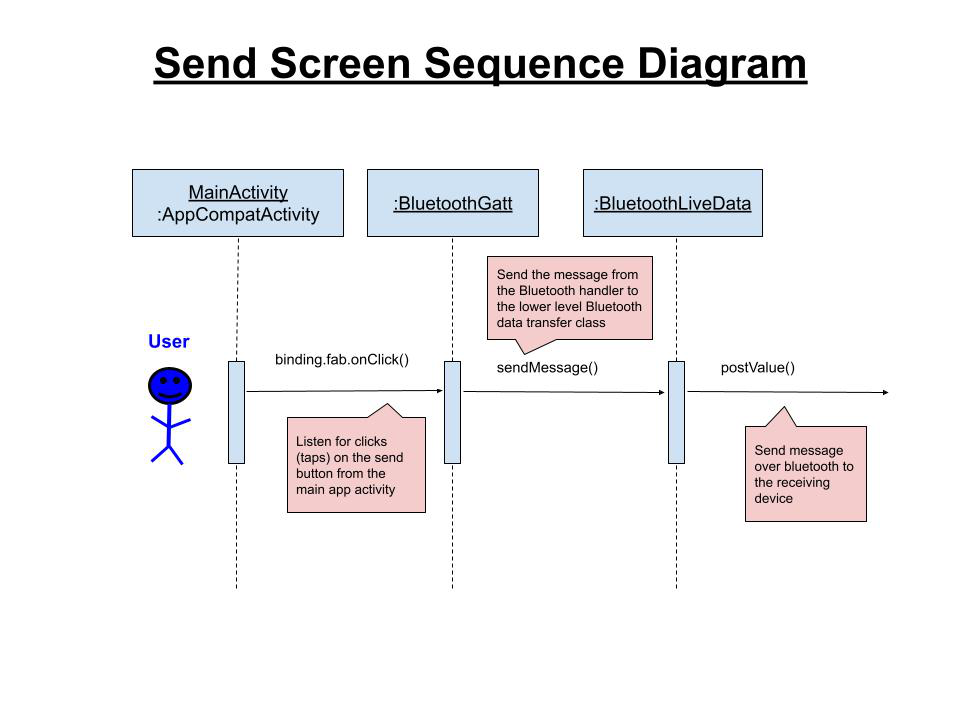 Send Screen Sequence Diagram
MainActivity
:AppCompatActivity
:BluetoothGatt
:BluetoothLiveData
Send the message from
the Bluetooth handler to
the lower level Bluetooth
data transfer class
User
binding.fab.onClick()
sendMessage()
postValue()
Listen for clicks
(taps) on the send
button from the
main app activity
Send message
over bluetooth to
the receiving
device